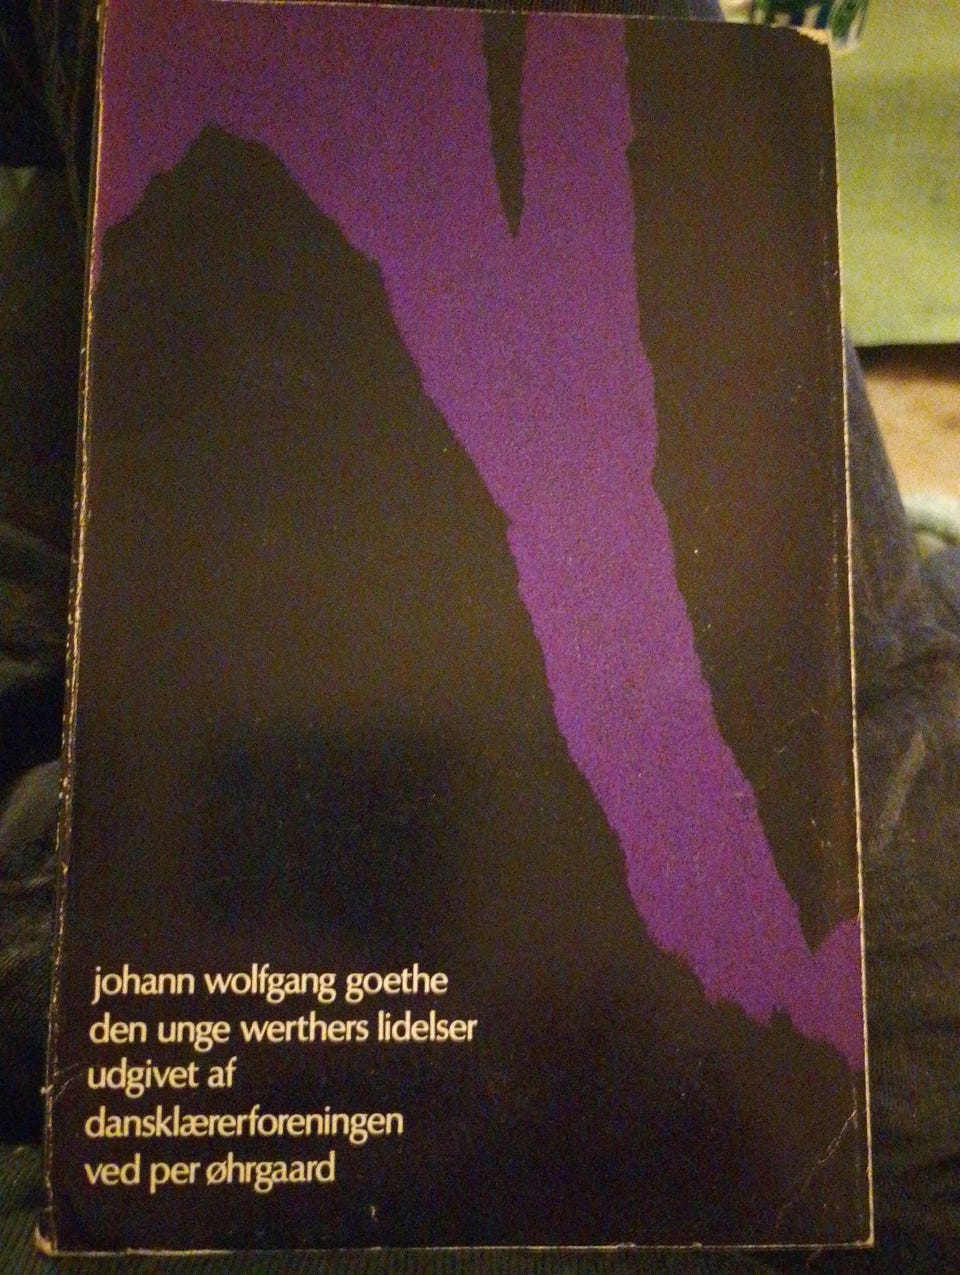 johann wolfgang goethe
den unge werthers lidelser
udgivet af
dansklærerforeningen
ved per øhrgaard